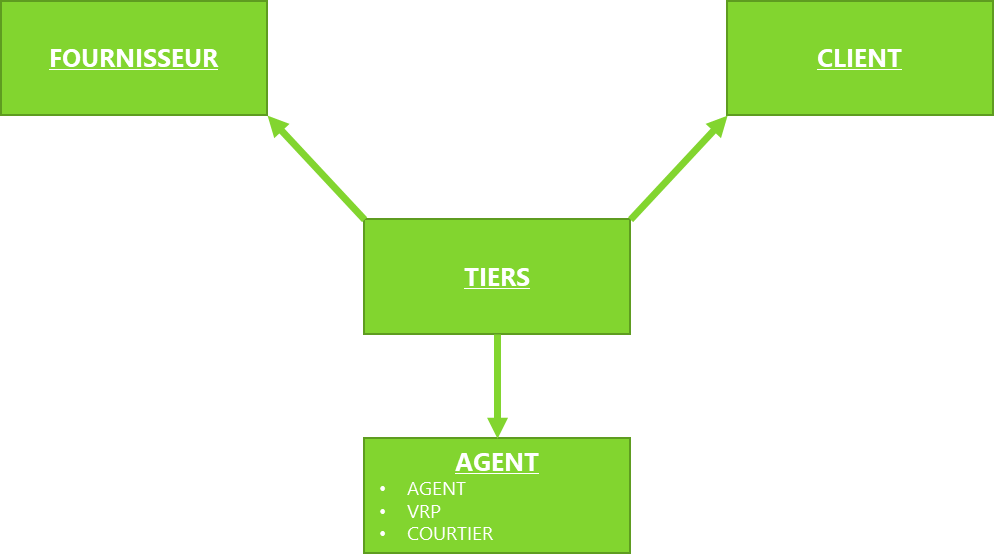 FOURNISSEUR
CLIENT
TIERS
AGENT
• AGENT
• VRP
• COURTIER